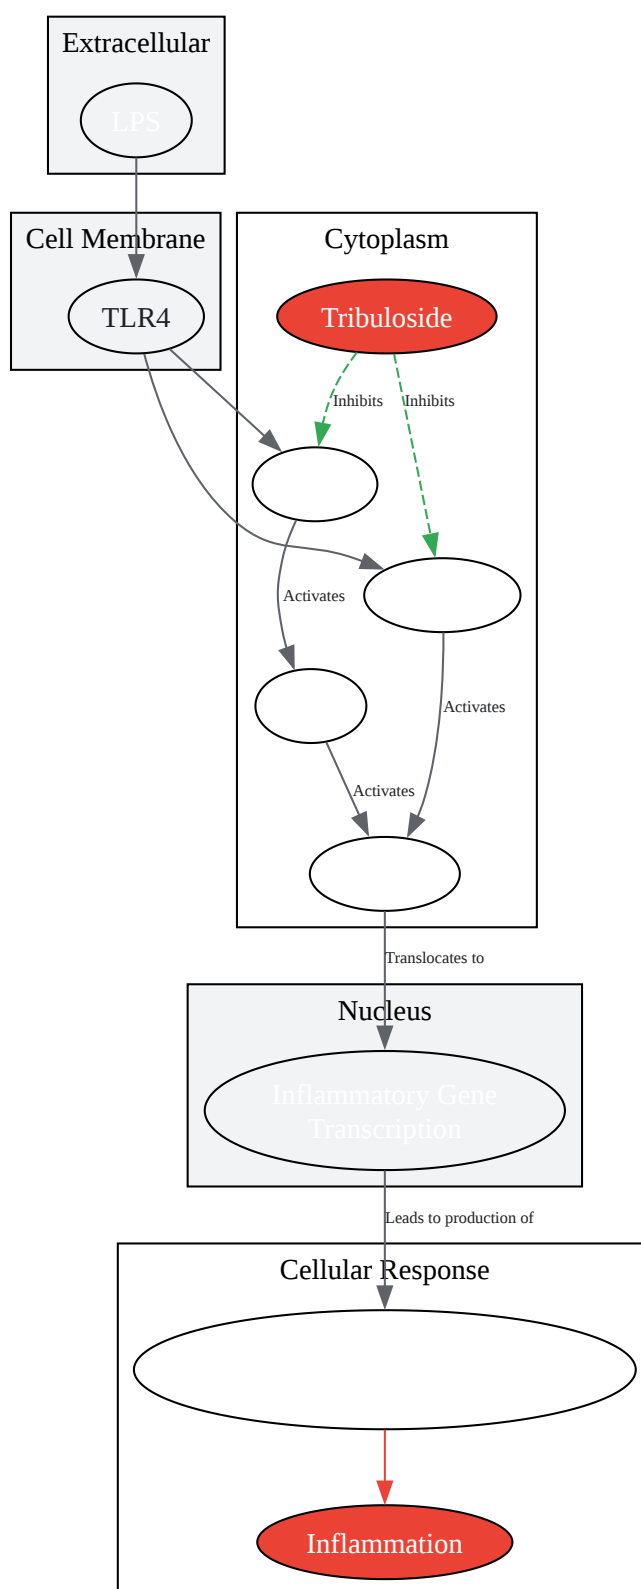 Extracellular
LPS
Cell Membrane
TLR4
Cytoplasm
Tribuloside
Inhibits
Inhibits
Activates
Activates
Activates
Translocates to
Nucleus
Inflammatory Gene
Transcription
Leads to production of
Cellular Response
Inflammation